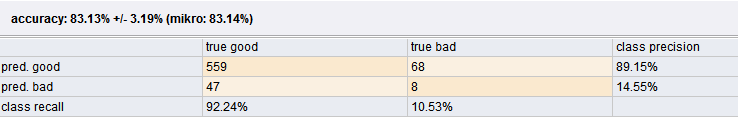 accuracy: 83.13% +/- 3.19% (mikro: 83.14%)
true good true bad class precision
pred. good 559 68 89.15%
pred. bad 47 8 14.55%
class recall 92.24% 10.53%